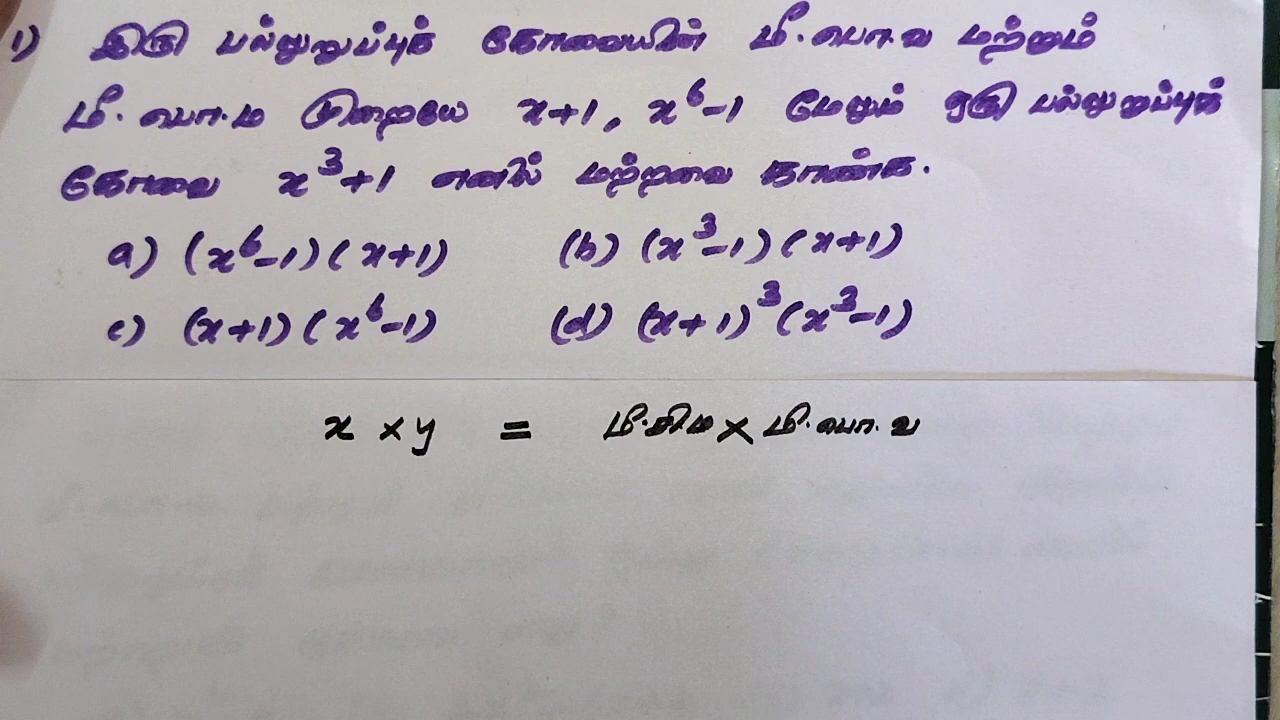 1) இரு பல்லுறுப்புக் கோவையின் மீ.பொ.வ மற்றும்
மீ.பொ.ம முறையே x+1, x⁶-1 மேலும் ஒரு பல்லுறுப்புக்
கோவை x³+1 எனில் மற்றவை காண்க.
a) (x⁶-1)(x+1) (b) (x³-1)(x+1)
c) (x+1)(x⁶-1) (d) (x+1)³(x³-1)
x × y = மீ.சி.ம × மீ.பொ.வ